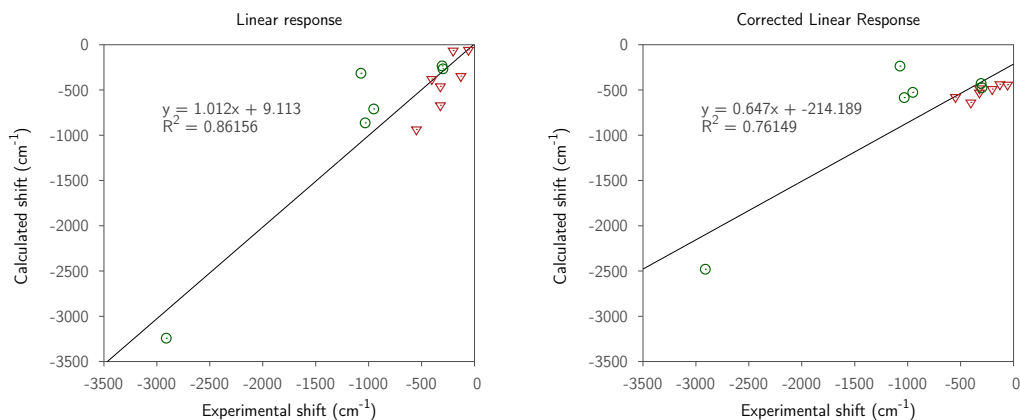 Linear response
0
-500
-1000
-1500
-2000
-2500
-3000
-3500
Calculated shift (cm-1)
y = 1.012x + 9.113
R2 = 0.86156
-3500 -3000 -2500 -2000 -1500 -1000 -500 0
Experimental shift (cm-1)
Corrected Linear Response
0
-500
-1000
-1500
-2000
-2500
-3000
-3500
Calculated shift (cm-1)
y = 0.647x + -214.189
R2 = 0.76149
-3500 -3000 -2500 -2000 -1500 -1000 -500 0
Experimental shift (cm-1)